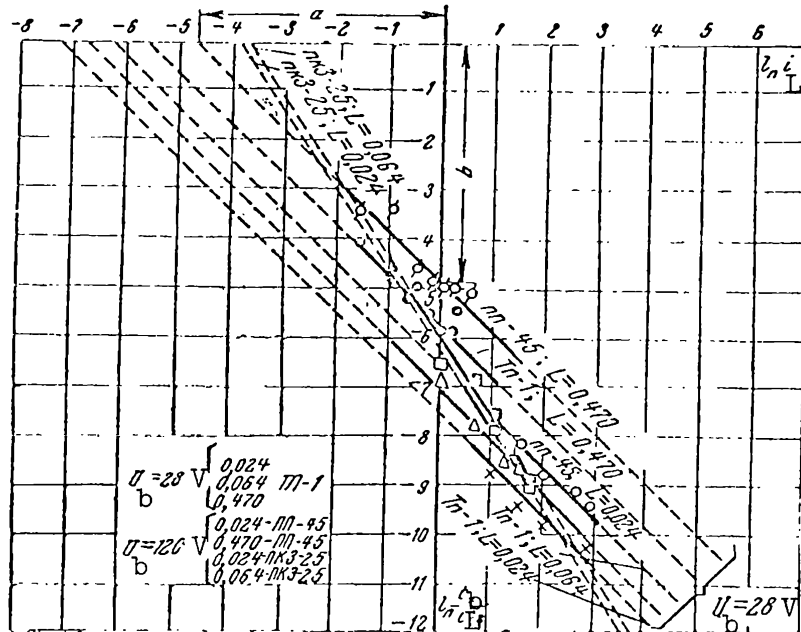 -8 -7 -6 -5 -4 -3 -2 -1 1 2 3 4 5 6
a
ln i L
-1
-2
-3
4
5
-6
-7
8
9
-10
-11
-12
b
ПКЗ-25; L=0,064
ПКЗ-25; L=0,024
ПП-45; L=0,470
ТП-1; L=0,470
ПП-45; L=0,024
ТП-1; L=0,064
ТП-1; L=0,024
U b =28 V
0,024
0,064 ТП-1
0,470
U b =126 V
0,024-ПП-45
0,470-ПП-45
0,024-ПКЗ-25
0,064-ПКЗ-25
U b =28 V